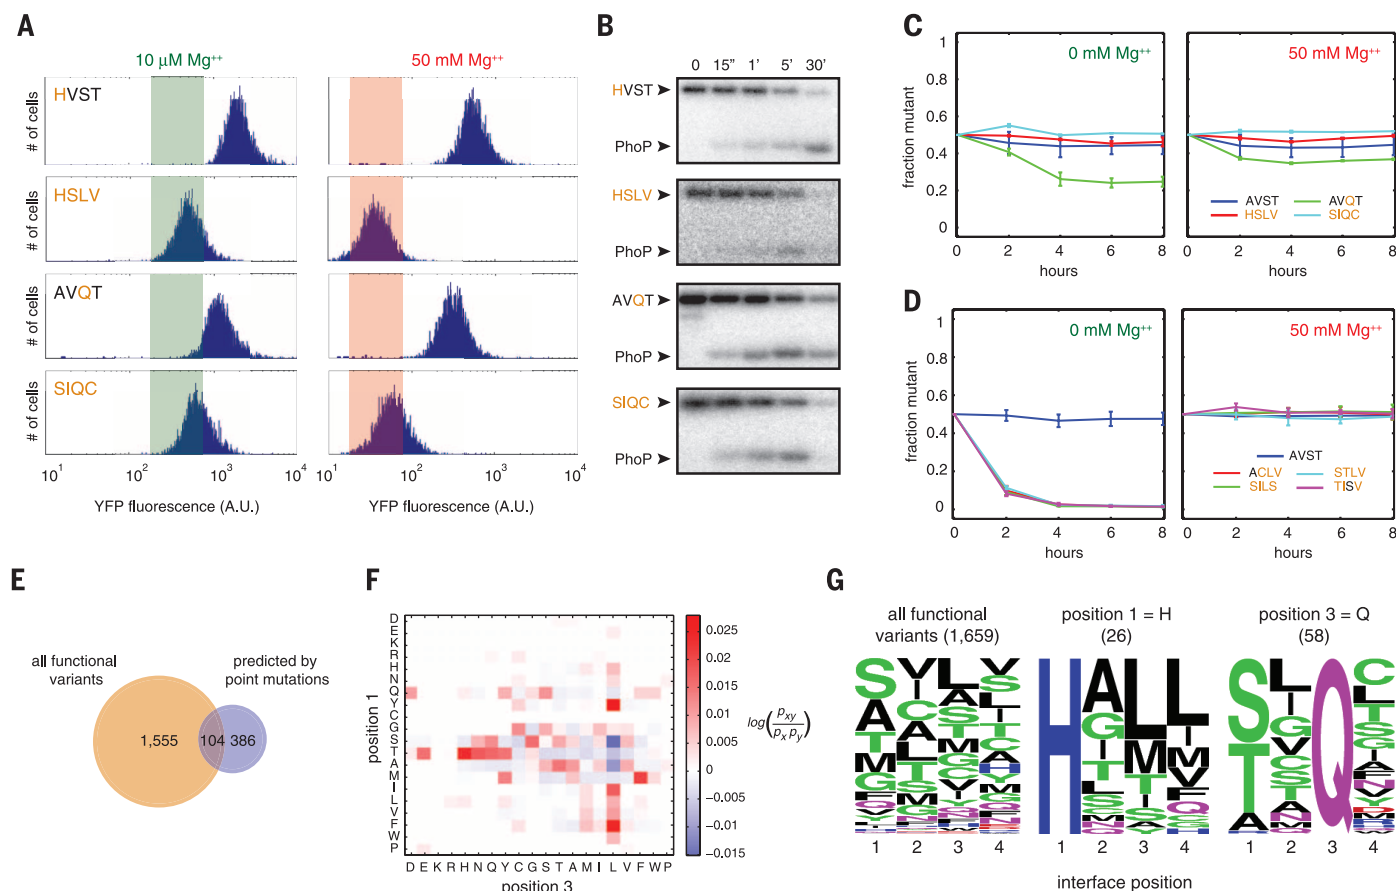 A
10 μM Mg⁺⁺
50 mM Mg⁺⁺
# of cells
HVST
# of cells
HSLV
# of cells
AVQT
# of cells
SIQC
10¹ 10² 10³ 10⁴
10¹ 10² 10³ 10⁴
YFP fluorescence (A.U.)
YFP fluorescence (A.U.)
B
0 15” 1’ 5’ 30’
HVST
PhoP
HSLV
PhoP
AVQT
PhoP
SIQC
PhoP
C
fraction mutant
1
0.8
0.6
0.4
0.2
0
0 mM Mg⁺⁺
50 mM Mg⁺⁺
AVST
AVQT
HSLV
SIQC
0 2 4 6 8
0 2 4 6 8
hours
hours
D
fraction mutant
1
0.8
0.6
0.4
0.2
0
0 mM Mg⁺⁺
50 mM Mg⁺⁺
AVST
ACLV
STLV
SILS
TISV
0 2 4 6 8
0 2 4 6 8
hours
hours
E
all functional
variants
predicted by
point mutations
1,555
104
386
F
position 1
D
E
K
R
H
N
Q
Y
C
G
S
T
A
M
I
L
V
F
W
P
D E K R H N Q Y C G S T A M I L V F W P
position 3
0.025
0.02
0.015
0.01
0.005
0
−0.005
−0.01
−0.015
log(pxy / px py)
G
all functional
variants (1,659)
position 1 = H
(26)
position 3 = Q
(58)
S Y L V
A I A S
T C S L
M A T I
G L M T
F T G C
Q S C A
V M V H
H A L L
G M I
I T M
T I V
L S F
S A Q
S L Q C
T I L
A G T
V S
C G
S I
T A
1 2 3 4
1 2 3 4
1 2 3 4
interface position